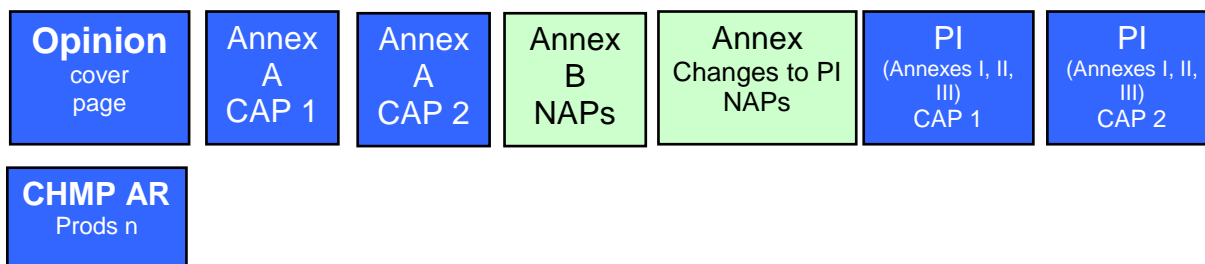 Opinion
cover
page
Annex
A
CAP 1
Annex
A
CAP 2
Annex
B
NAPs
Annex
Changes to PI
NAPs
PI
(Annexes I, II,
III)
CAP 1
PI
(Annexes I, II,
III)
CAP 2
CHMP AR
Prods n